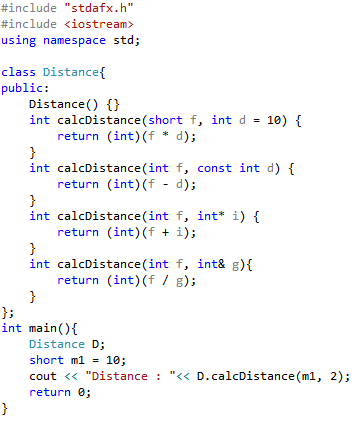 #include "stdafx.h"
#include <iostream>
using namespace std;
class Distance{
public:
    Distance() {}
    int calcDistance(short f, int d = 10) {
        return (int)(f * d);
    }
    int calcDistance(int f, const int d) {
        return (int)(f - d);
    }
    int calcDistance(int f, int* i) {
        return (int)(f + i);
    }
    int calcDistance(int f, int& g){
        return (int)(f / g);
    }
};
int main(){
    Distance D;
    short m1 = 10;
    cout << "Distance : "<< D.calcDistance(m1, 2);
    return 0;
}